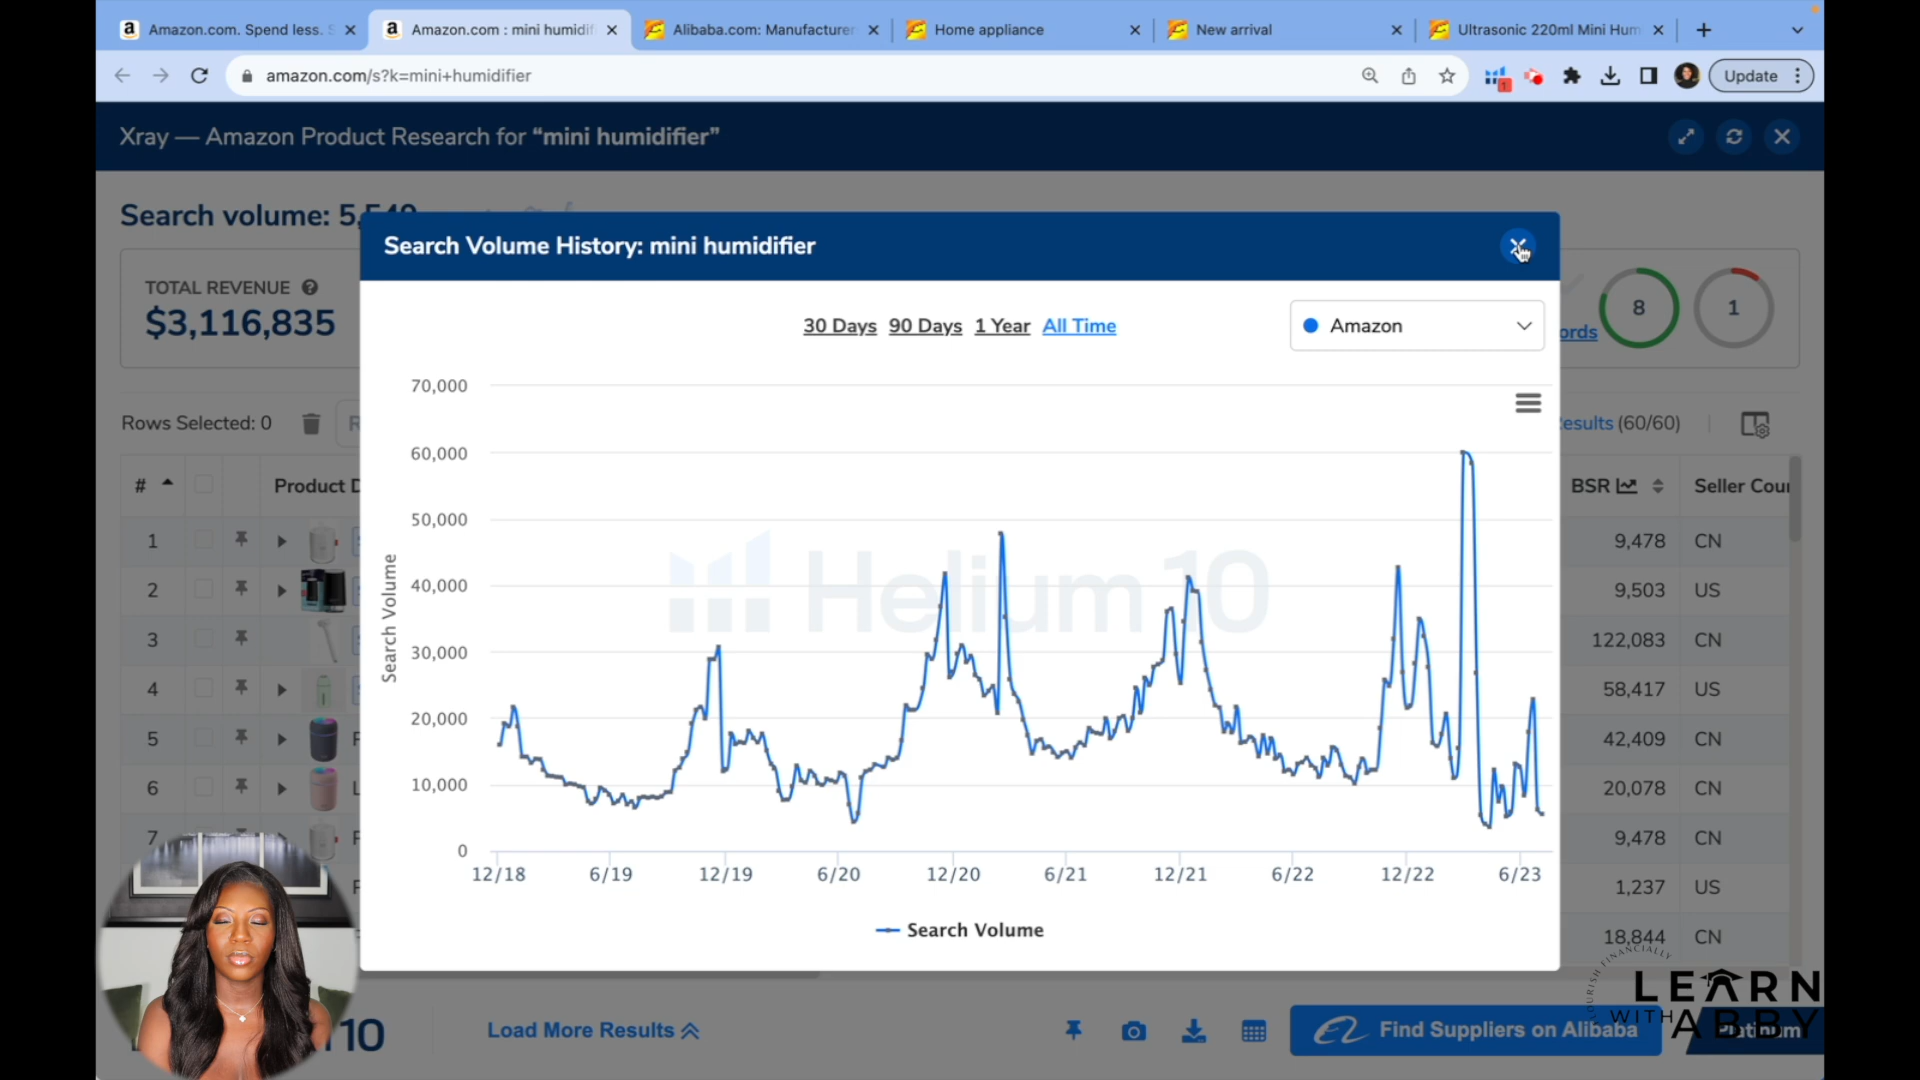 Amazon.com. Spend less. S
Amazon.com : mini humidif
Alibaba.com: Manufacturer
Home appliance
New arrival
Ultrasonic 220ml Mini Hum
amazon.com/s?k=mini+humidifier
1
Update
Xray — Amazon Product Research for “mini humidifier”
Search volume: 5,549
Search Volume History: mini humidifier
TOTAL REVENUE
$3,116,835
30 Days 90 Days 1 Year All Time
Amazon
ords
8
1
Rows Selected: 0
R
esults (60/60)
# Product D
BSR Seller Cou
1 9,478 CN
2 9,503 US
3 122,083 CN
4 58,417 US
5 F 42,409 CN
6 L 20,078 CN
7 F 9,478 CN
F 1,237 US
F 18,844 CN
70,000
60,000
50,000
40,000
30,000
20,000
10,000
0
Search Volume
Helium 10
12/18 6/19 12/19 6/20 12/20 6/21 12/21 6/22 12/22 6/23
Search Volume
10
Load More Results
Find Suppliers on Alibaba
Platinum
FINANCIALLY
LEARN
WITH ABBY